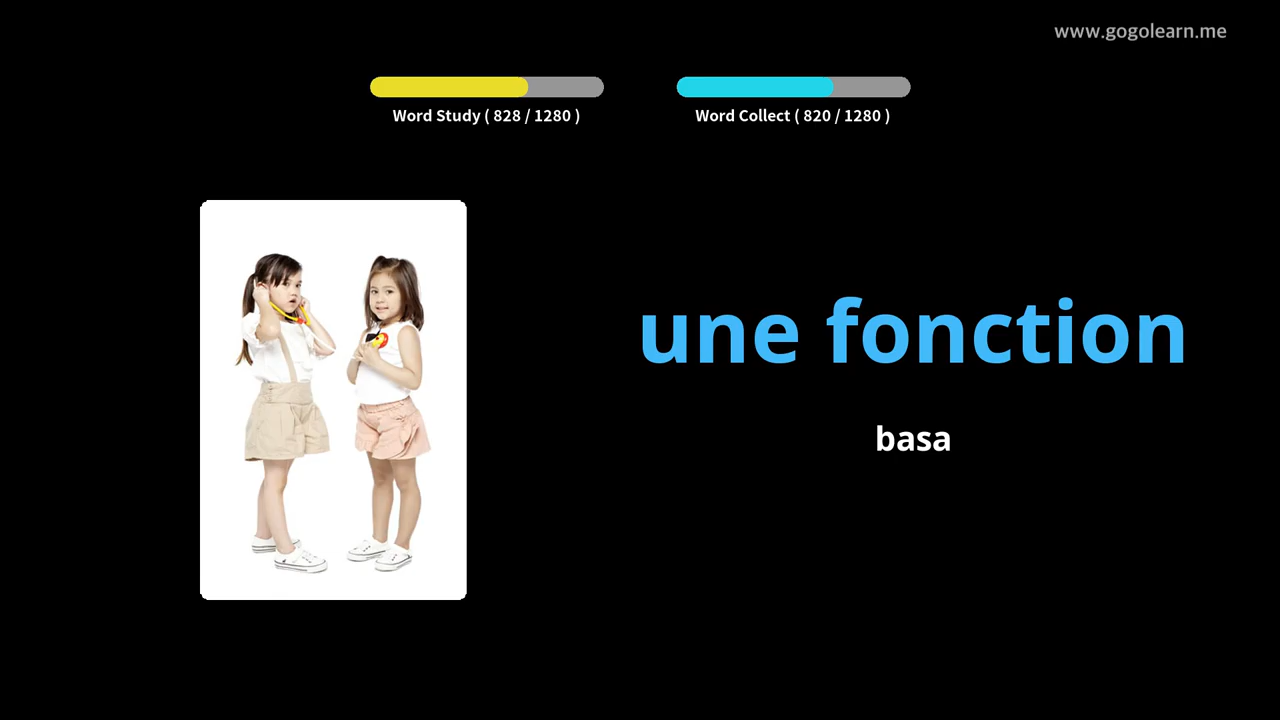 www.gogolearn.me
Word Study ( 828 / 1280 )
Word Collect ( 820 / 1280 )
une fonction
basa